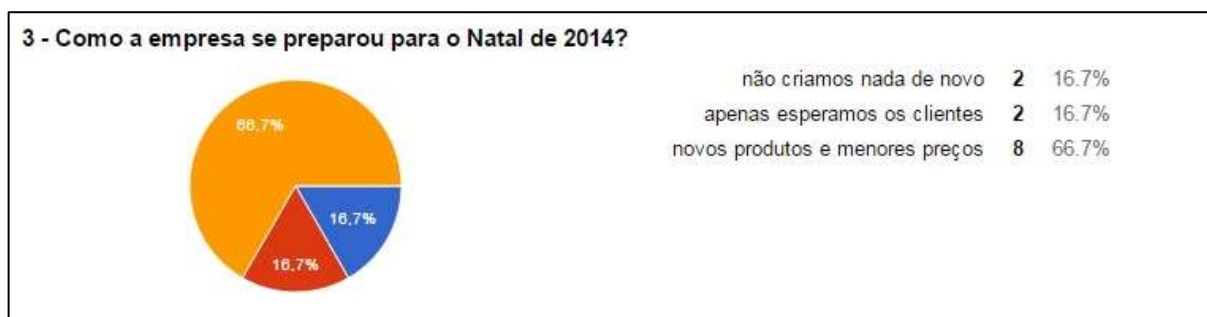 3 - Como a empresa se preparou para o Natal de 2014?
não criamos nada de novo 2 16.7%
apenas esperamos os clientes 2 16.7%
novos produtos e menores preços 8 66.7%
66,7%
16,7%
16,7%